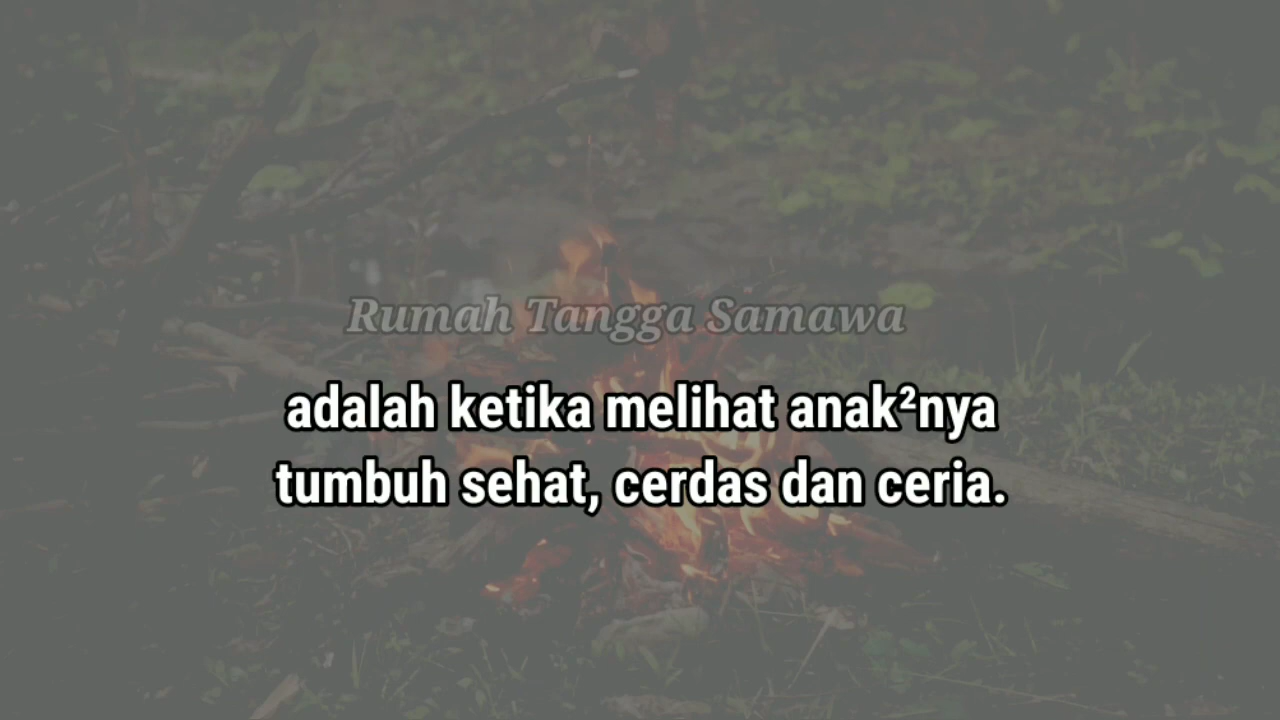 Rumah Tangga Samawa
adalah ketika melihat anak²nya
tumbuh sehat, cerdas dan ceria.